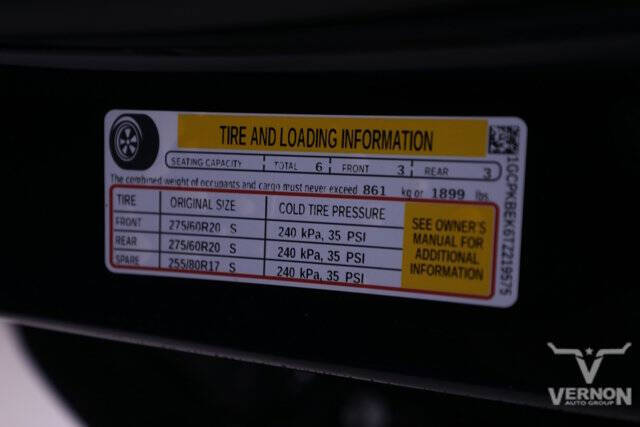 TIRE AND LOADING INFORMATION
SEATING CAPACITY TOTAL 6 FRONT 3 REAR 3
The combined weight of occupants and cargo must never exceed 861 kg or 1899 lbs.
TIRE ORIGINAL SIZE COLD TIRE PRESSURE
FRONT 275/60R20 S 240 kPa, 35 PSI
REAR 275/60R20 S 240 kPa, 35 PSI
SPARE 255/80R17 S 240 kPa, 35 PSI
SEE OWNER'S
MANUAL FOR
ADDITIONAL
INFORMATION
1GCPKBEK6TZ219575
VERNON
AUTO GROUP